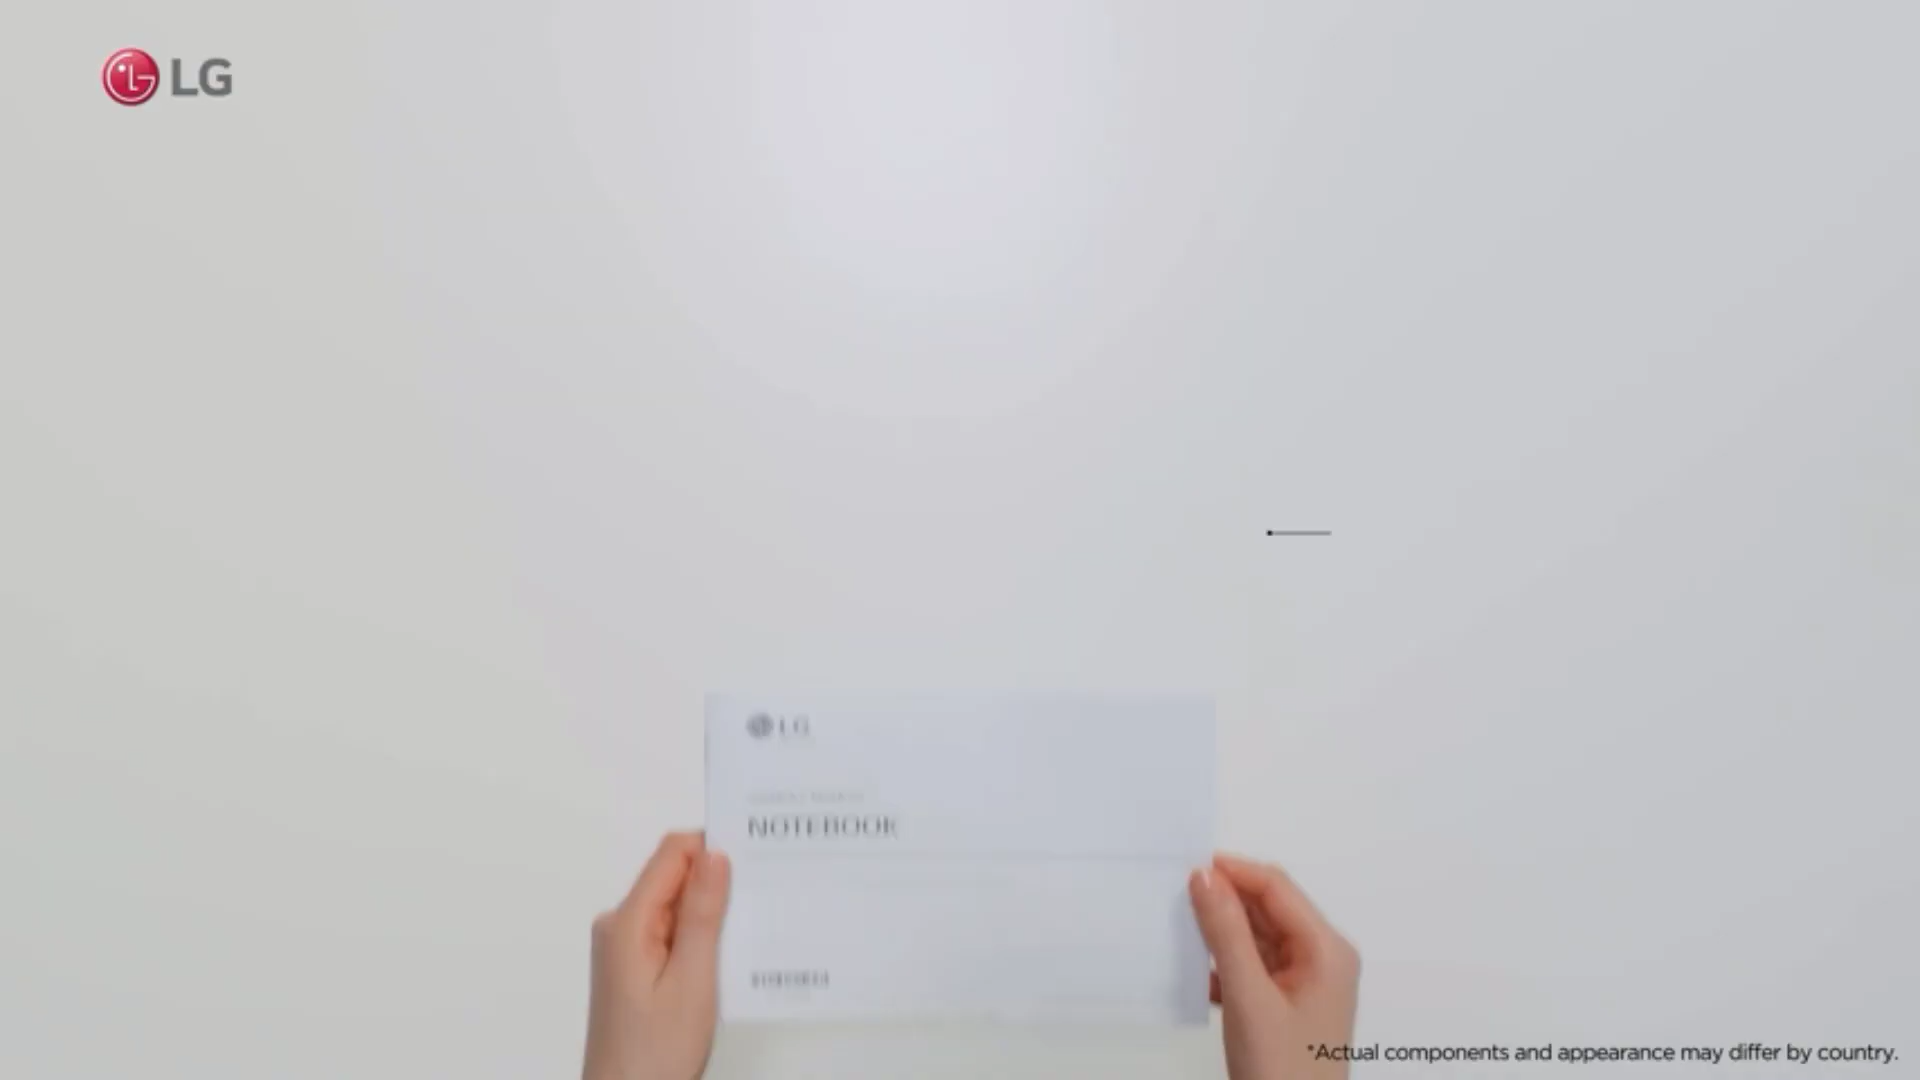 LG
LG
NOTEBOOK
*Actual components and appearance may differ by country.